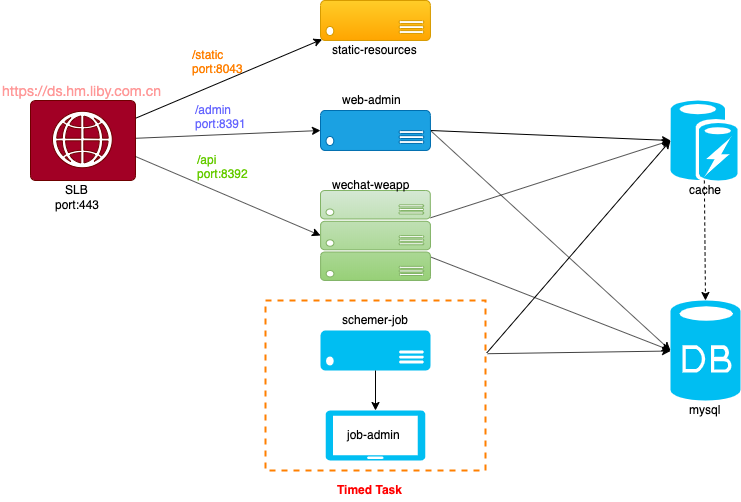 static-resources
/static
port:8043
https://ds.hm.liby.com.cn
/admin
port:8391
web-admin
/api
port:8392
SLB
port:443
wechat-weapp
cache
schemer-job
DB
mysql
job-admin
Timed Task